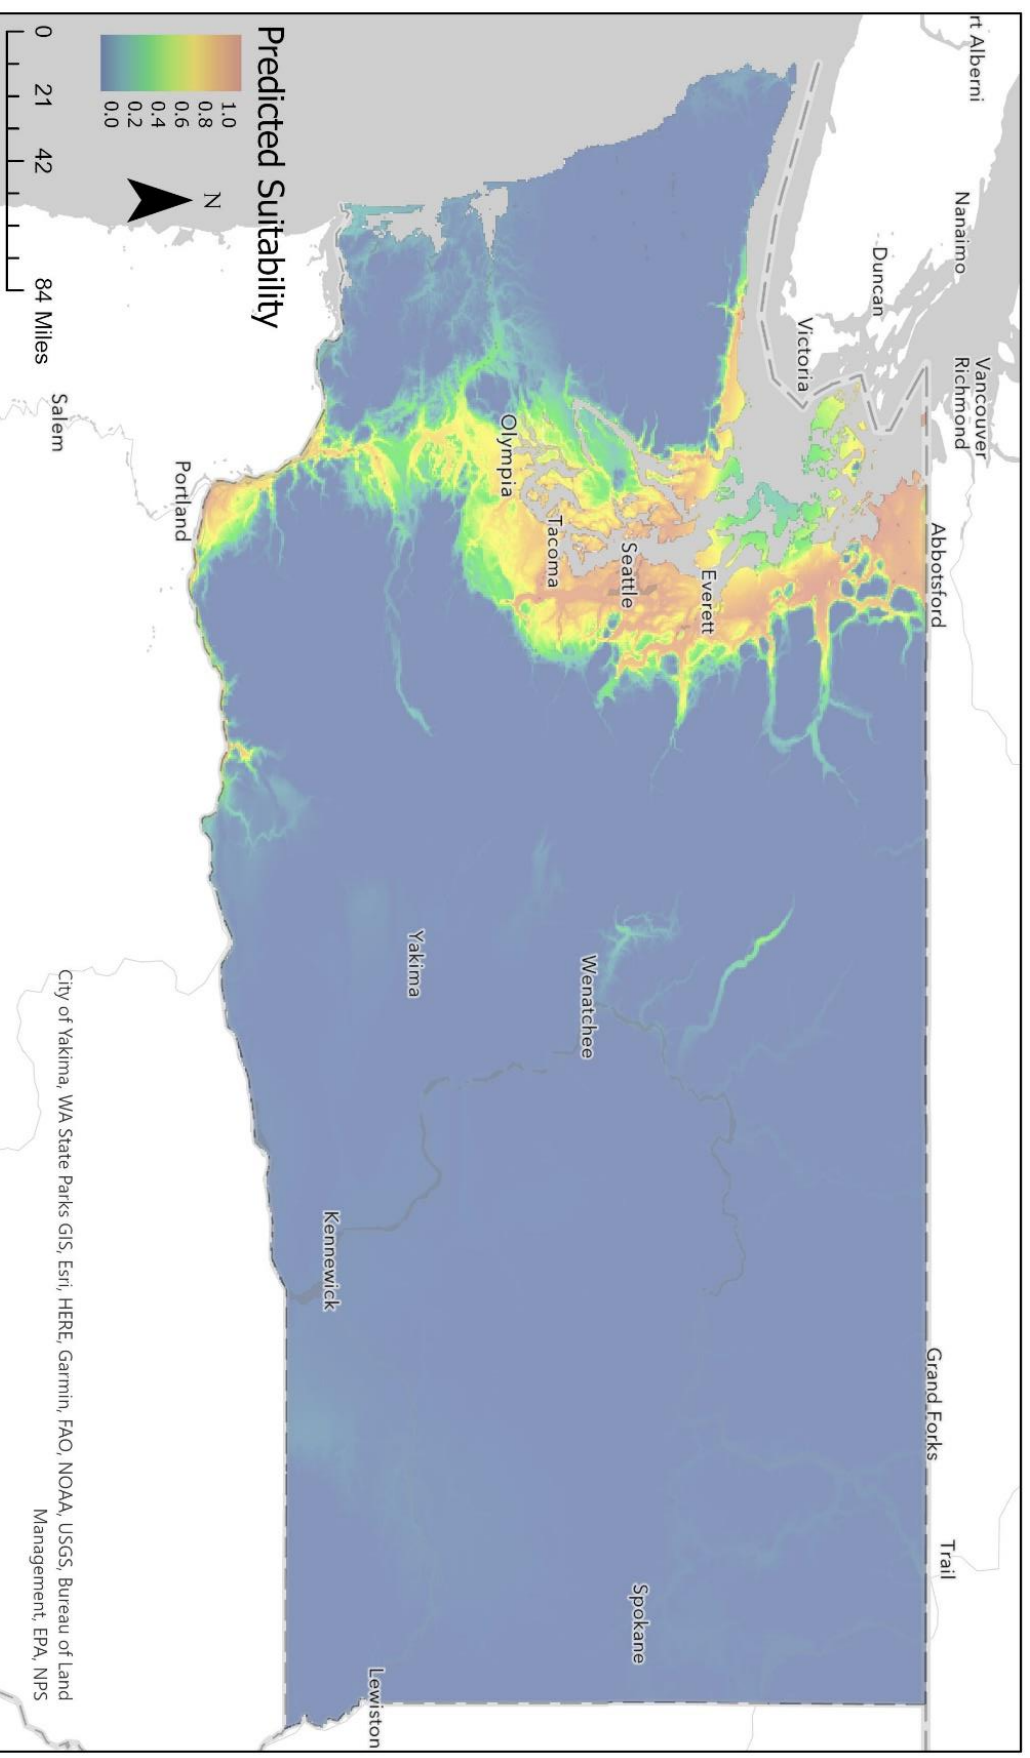 rt Alberni
Nanaimo
Duncan
Vancouver
Richmond
Victoria
Abbotsford
Grand Forks
Trail
Everett
Seattle
Tacoma
Olympia
Wenatchee
Spokane
Yakima
Kennewick
Lewiston
Portland
Salem
Predicted Suitability
1.0
0.8
0.6
0.4
0.2
0.0
N
0 21 42 84 Miles
City of Yakima, WA State Parks GIS, Esri, HERE, Garmin, FAO, NOAA, USGS, Bureau of Land
Management, EPA, NPS